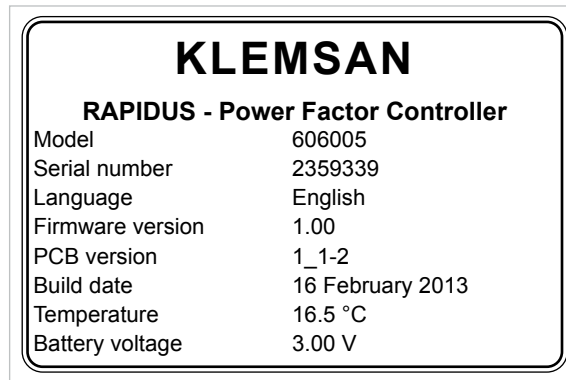 KLEMSAN
RAPIDUS - Power Factor Controller
Model 606005
Serial number 2359339
Language English
Firmware version 1.00
PCB version 1_1-2
Build date 16 February 2013
Temperature 16.5 °C
Battery voltage 3.00 V